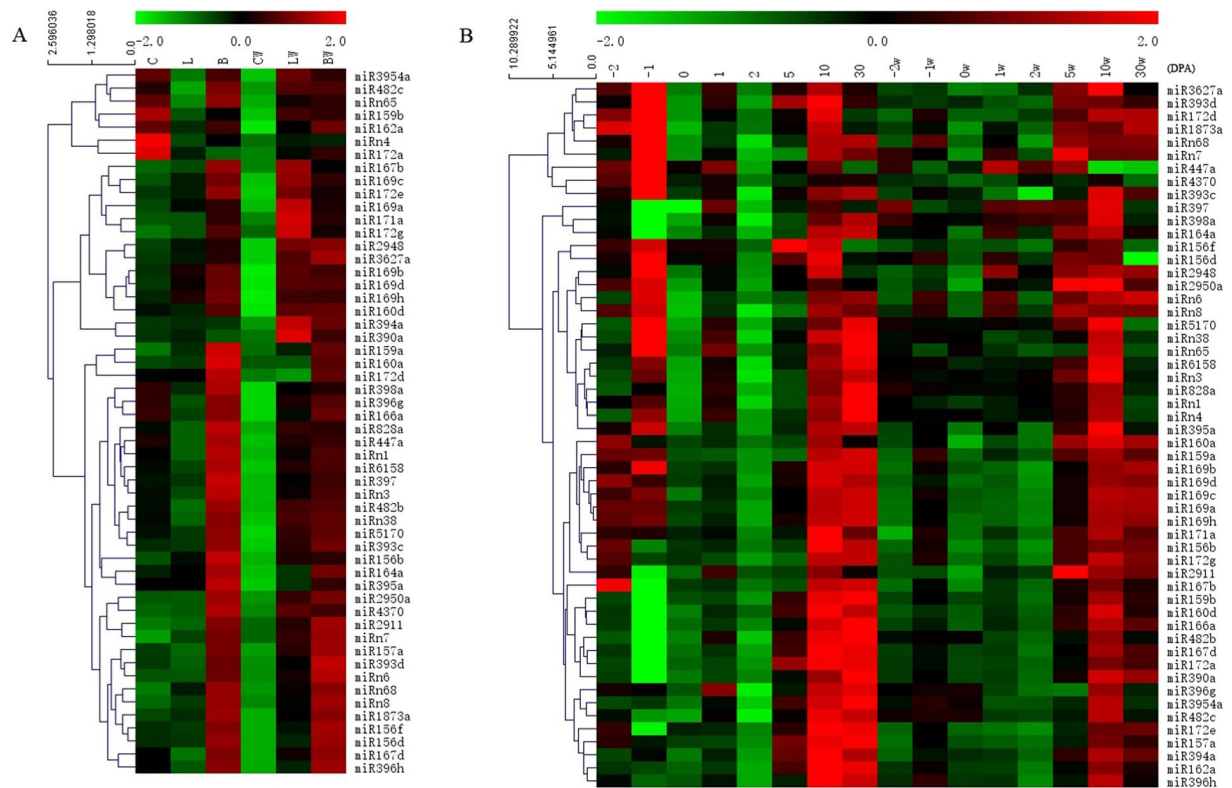 A
2.596036
1.298018
0.0
-2.0 0.0 2.0
C L B CW LW BW
miR3954a
miR482c
miRn65
miR159b
miR162a
miRn4
miR172a
miR167b
miR169c
miR172e
miR169a
miR171a
miR172g
miR2948
miR3627a
miR169b
miR169d
miR169h
miR160d
miR394a
miR390a
miR159a
miR160a
miR172d
miR398a
miR396g
miR166a
miR828a
miR447a
miRn1
miR6158
miR397
miRn3
miR482b
miRn38
miR5170
miR393c
miR156b
miR164a
miR395a
miR2950a
miR4370
miR2911
miRn7
miR157a
miR393d
miRn6
miRn68
miRn8
miR1873a
miR156f
miR156d
miR167d
miR396h
B
10.289922
5.144961
0.0
-2.0 0.0 2.0
-2 -1 0 1 2 5 10 30 -2w -1w 0w 1w 2w 5w 10w 30w (DPA)
miR3627a
miR393d
miR172d
miR1873a
miRn68
miRn7
miR447a
miR4370
miR393c
miR397
miR398a
miR164a
miR156f
miR156d
miR2948
miR2950a
miRn6
miRn8
miR5170
miRn38
miRn65
miR6158
miRn3
miR828a
miRn1
miRn4
miR395a
miR160a
miR159a
miR169b
miR169d
miR169c
miR169a
miR169h
miR171a
miR156b
miR172g
miR2911
miR167b
miR159b
miR160d
miR166a
miR482b
miR167d
miR172a
miR390a
miR396g
miR3954a
miR482c
miR172e
miR157a
miR394a
miR162a
miR396h